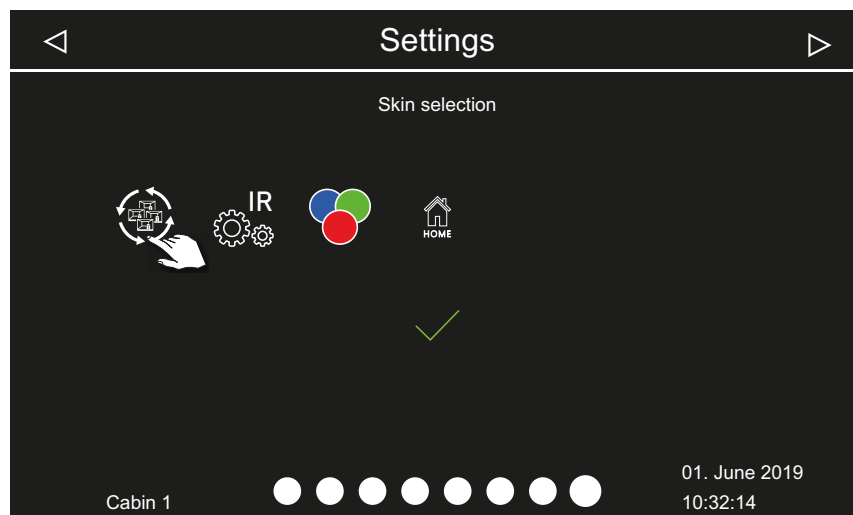 Settings
Skin selection
IR
HOME
01. June 2019
Cabin 1
10:32:14